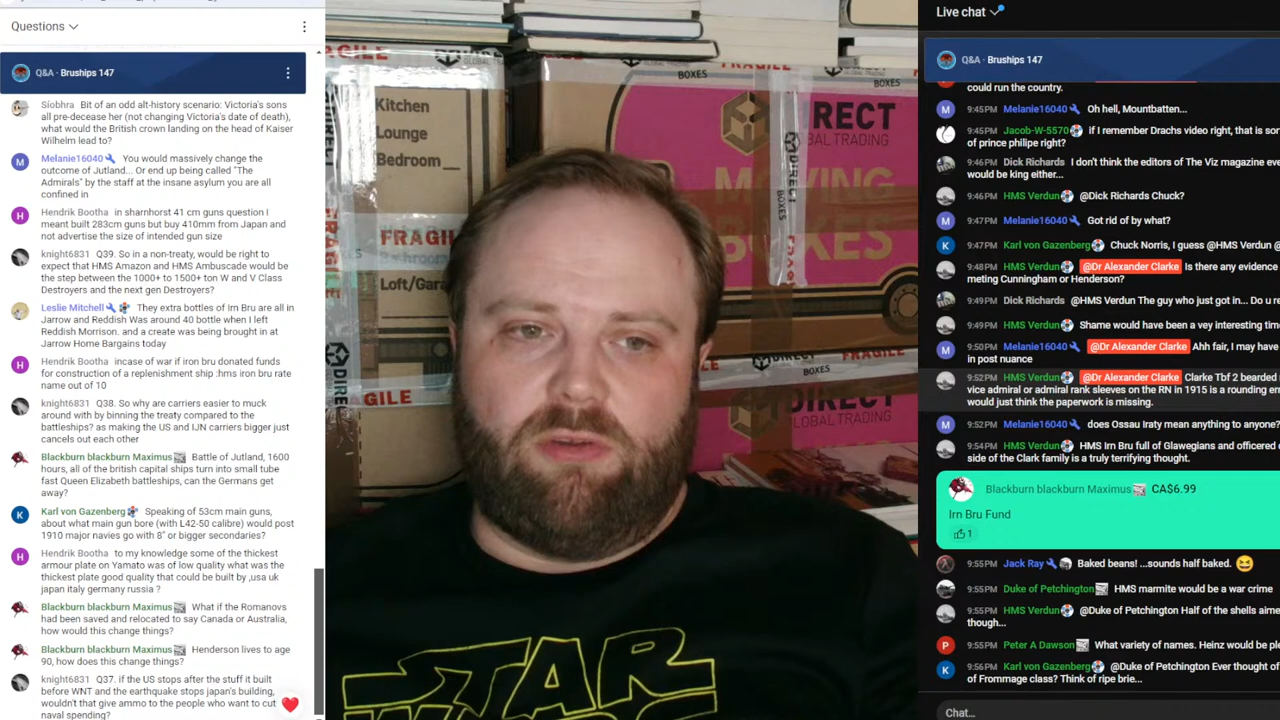 Questions
Q&A · Bruships 147
Síobhra Bit of an odd alt-history scenario: Victoria's sons
all pre-decease her (not changing Victoria's date of death),
what would the British crown landing on the head of Kaiser
Wilhelm lead to?
Melanie16040 You would massively change the
outcome of Jutland... Or end up being called "The
Admirals" by the staff at the insane asylum you are all
confined in
Hendrik Bootha in sharnhorst 41 cm guns question I
meant built 283cm guns but buy 410mm from Japan and
not advertise the size of intended gun size
knight6831 Q39. So in a non-treaty, would be right to
expect that HMS Amazon and HMS Ambuscade would be
the step between the 1000+ to 1500+ ton W and V Class
Destroyers and the next gen Destroyers?
Leslie Mitchell They extra bottles of Irn Bru are all in
Jarrow and Reddish Was around 40 bottle when I left
Reddish Morrison. and a create was being brought in at
Jarrow Home Bargains today
Hendrik Bootha incase of war if iron bru donated funds
for construction of a replenishment ship :hms iron bru rate
name out of 10
knight6831 Q38. So why are carriers easier to muck
around with by binning the treaty compared to the
battleships? as making the US and IJN carriers bigger just
cancels out each other
Blackburn blackburn Maximus Battle of Jutland, 1600
hours, all of the british capital ships turn into small tube
fast Queen Elizabeth battleships, can the Germans get
away?
Karl von Gazenberg Speaking of 53cm main guns,
about what main gun bore (with L42-50 calibre) would post
1910 major navies go with 8" or bigger secondaries?
Hendrik Bootha to my knowledge some of the thickest
armour plate on Yamato was of low quality what was the
thickest plate good quality that could be built by ,usa uk
japan italy germany russia ?
Blackburn blackburn Maximus What if the Romanovs
had been saved and relocated to say Canada or Australia,
how would this change things?
Blackburn blackburn Maximus Henderson lives to age
90, how does this change things?
knight6831 Q37. if the US stops after the stuff it built
before WNT and the earthquake stops japan's building,
wouldn't that give ammo to the people who want to cut
naval spending?
FRAGILE
BOXES
Kitchen
Lounge
Bedroom
FRAGILE
Loft/Gara
DIRECT
BOXES
FRAGILE
BOXES
RECT
BAL TRADING
MOVING
BOXES
FRAGILE
DIRECT
GLOBAL TRADING
STAR
WARS
Live chat
Q&A · Bruships 147
could run the country.
9:45PM Melanie16040 Oh hell, Mountbatten...
9:45PM Jacob-W-5570 if I remember Drachs video right, that is so
of prince philipe right?
9:46PM Dick Richards I don't think the editors of The Viz magazine eve
would be king either...
9:46PM HMS Verdun @Dick Richards Chuck?
9:47PM Melanie16040 Got rid of by what?
9:47PM Karl von Gazenberg Chuck Norris, I guess @HMS Verdun
9:48PM HMS Verdun @Dr Alexander Clarke Is there any evidence
meting Cunningham or Henderson?
9:49PM Dick Richards @HMS Verdun The guy who just got in... Do u
9:49PM HMS Verdun Shame would have been a vey interesting
9:50PM Melanie16040 @Dr Alexander Clarke Ahh fair, I may have
in post nuance
9:52PM HMS Verdun @Dr Alexander Clarke Clarke Tbf 2 bearded
vice admiral or admiral rank sleeves on the RN in 1915 is a rounding
would just think the paperwork is missing.
9:52PM Melanie16040 does Ossau Iraty mean anything to anyone?
9:54PM HMS Verdun HMS Irn Bru full of Glawegians and officered
side of the Clark family is a truly terrifying thought.
Blackburn blackburn Maximus CA$6.99
Irn Bru Fund
1
9:55PM Jack Ray Baked beans! ...sounds half baked.
9:55PM Duke of Petchington HMS marmite would be a war crime
9:55PM HMS Verdun @Duke of Petchington Half of the shells aime
though...
9:55PM Peter A Dawson What variety of names. Heinz would be ple
9:56PM Karl von Gazenberg @Duke of Petchington Ever thought of
of Frommage class? Think of ripe brie...
Chat...